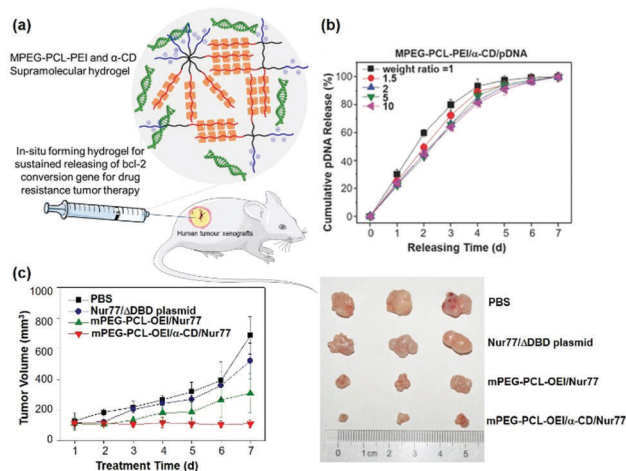 (a)
MPEG-PCL-PEI and α-CD
Supramolecular hydrogel
In-situ forming hydrogel for
sustained releasing of bcl-2
conversion gene for drug
resistance tumor therapy
Human tumour xenografts
(b)
MPEG-PCL-PEI/α-CD/pDNA
weight ratio =1
1.5
2
5
10
Cumulative pDNA Release (%)
100
80
60
40
20
0
0 1 2 3 4 5 6 7
Releasing Time (d)
(c)
PBS
Nur77/ΔDBD plasmid
mPEG-PCL-OEI/Nur77
mPEG-PCL-OEI/α-CD/Nur77
Tumor Volume (mm³)
1000
800
600
400
200
0
1 2 3 4 5 6 7
Treatment Time (d)
PBS
Nur77/ΔDBD plasmid
mPEG-PCL-OEI/Nur77
mPEG-PCL-OEI/α-CD/Nur77
0 1cm 2 3 4 5